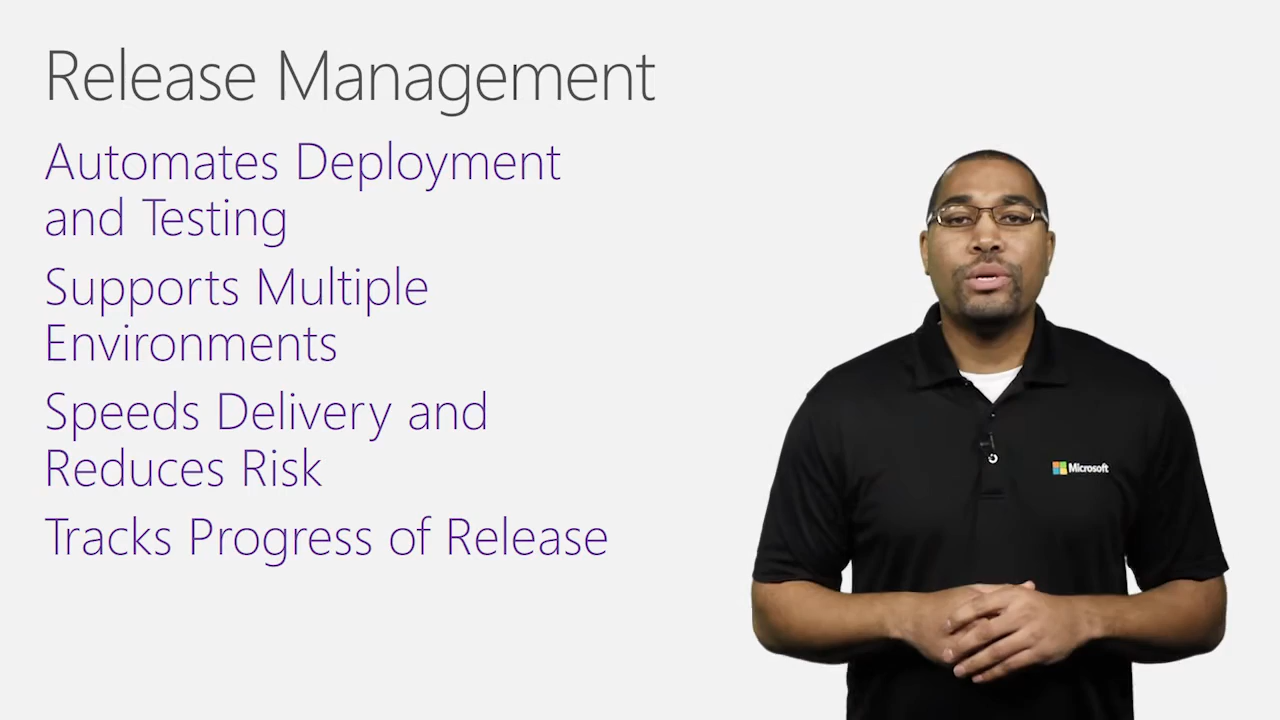 Release Management
Automates Deployment
and Testing
Supports Multiple
Environments
Speeds Delivery and
Reduces Risk
Tracks Progress of Release
Microsoft